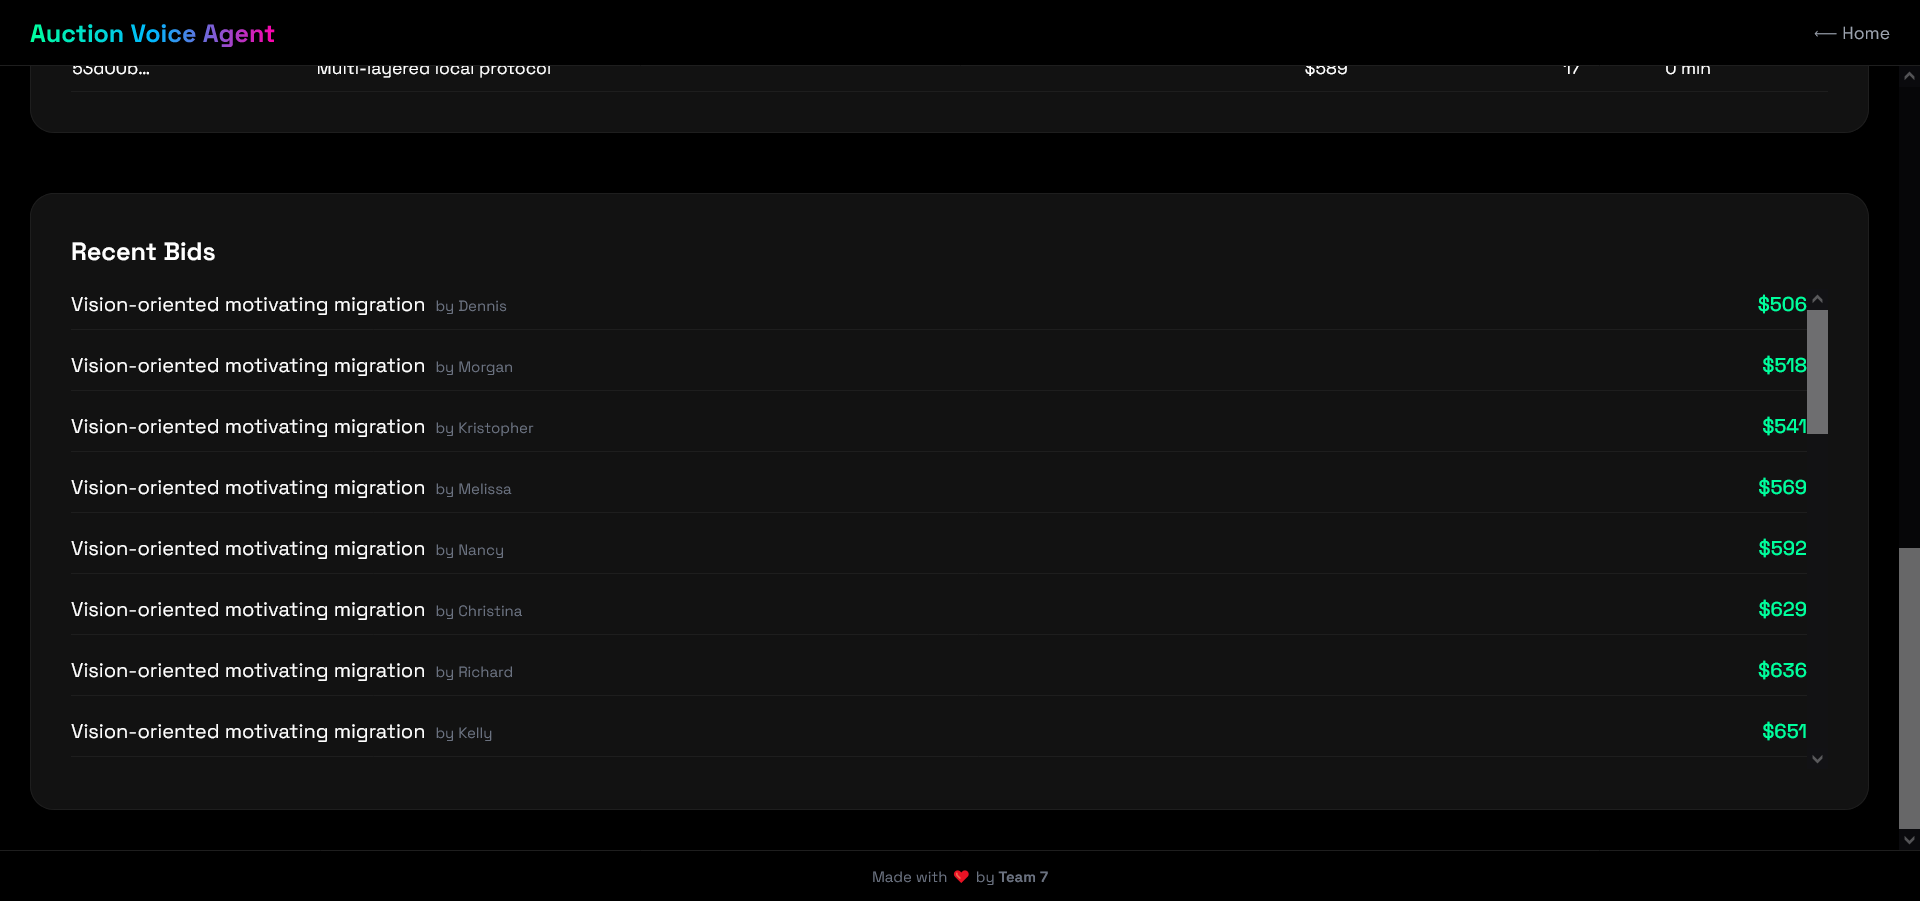 Auction Voice Agent
⟵ Home
53d00b... Multi-layered local protocol $589 17 0 min
Recent Bids
Vision-oriented motivating migration by Dennis $506
Vision-oriented motivating migration by Morgan $518
Vision-oriented motivating migration by Kristopher $541
Vision-oriented motivating migration by Melissa $569
Vision-oriented motivating migration by Nancy $592
Vision-oriented motivating migration by Christina $629
Vision-oriented motivating migration by Richard $636
Vision-oriented motivating migration by Kelly $651
Made with ❤️ by Team 7